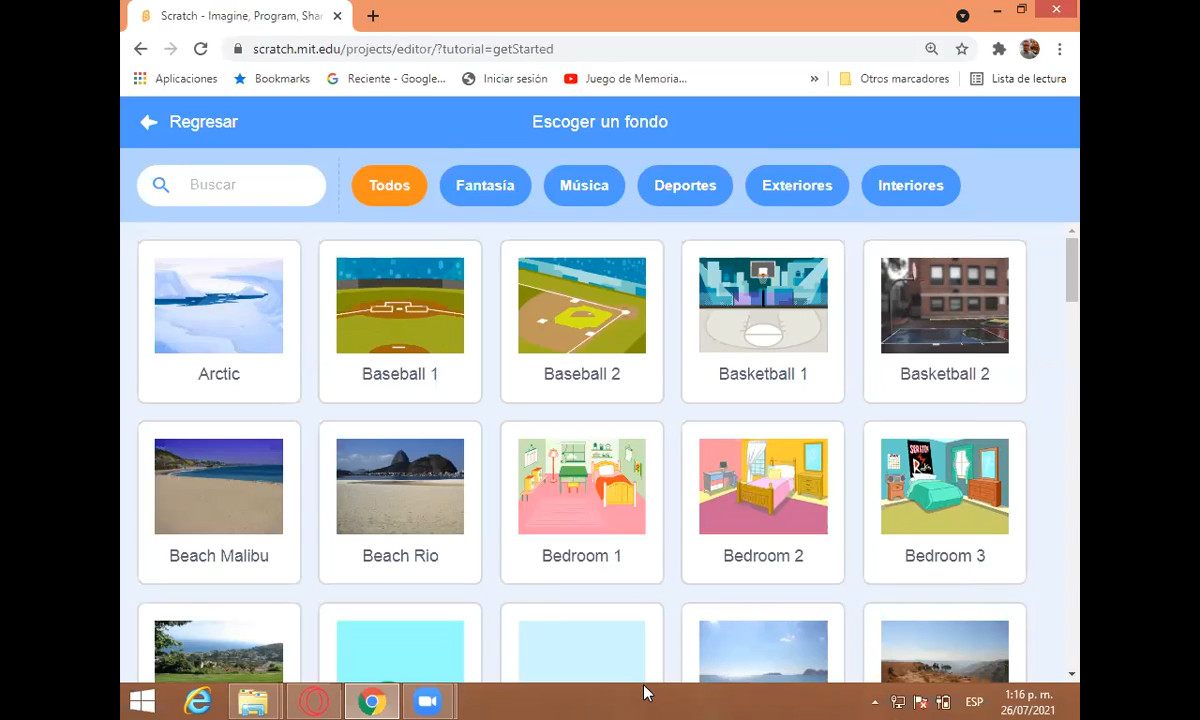 Scratch - Imagine, Program, Shar
scratch.mit.edu/projects/editor/?tutorial=getStarted
Aplicaciones Bookmarks Reciente - Google... Iniciar sesión Juego de Memoria... » Otros marcadores Lista de lectura
Regresar Escoger un fondo
Buscar Todos Fantasía Música Deportes Exteriores Interiores
Arctic Baseball 1 Baseball 2 Basketball 1 Basketball 2
Beach Malibu Beach Rio Bedroom 1 Bedroom 2 Bedroom 3
ESP 1:16 p. m.
26/07/2021